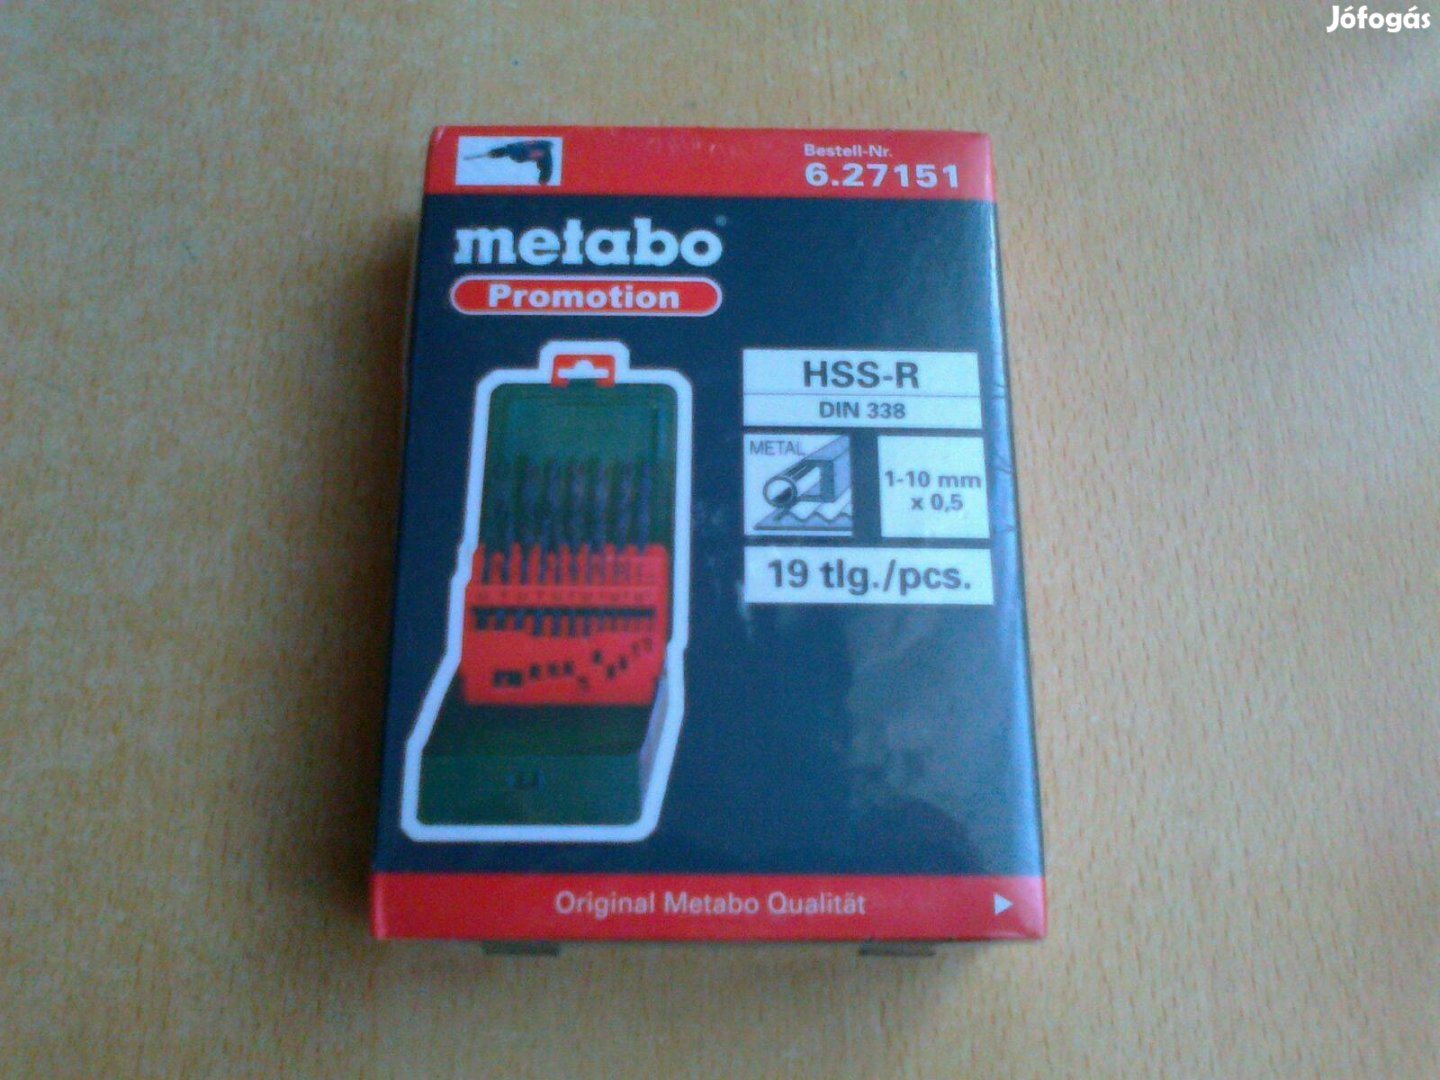 Jófogás
Bestell-Nr.
6.27151
metabo®
Promotion
HSS-R
DIN 338
METAL
1-10 mm
x 0,5
19 tlg./pcs.
Original Metabo Qualität